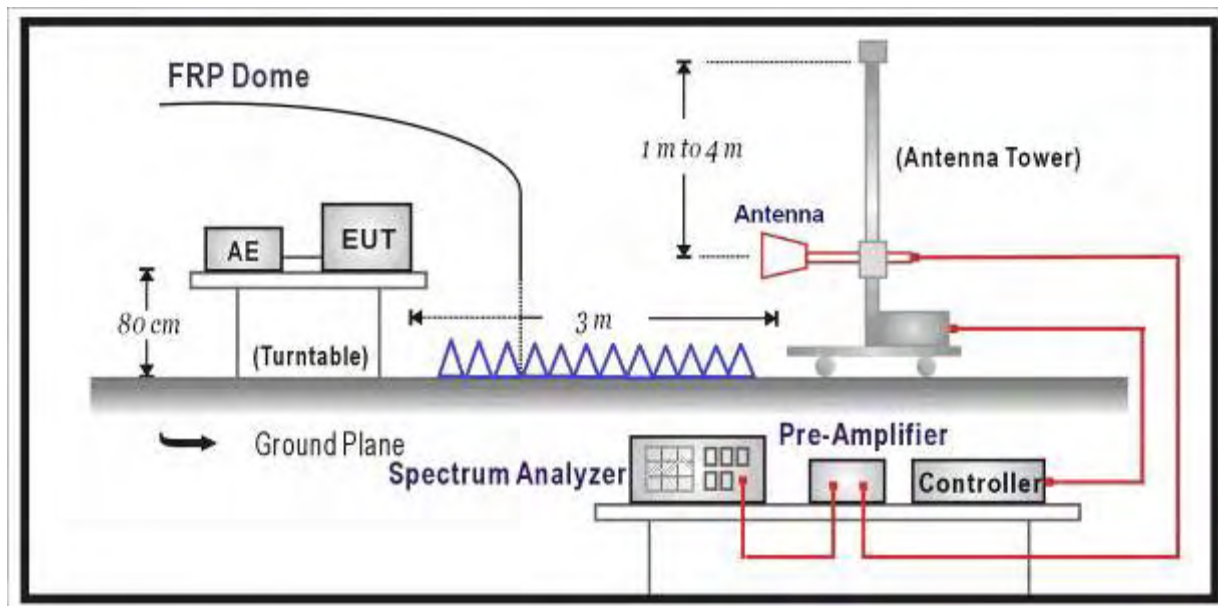 FRP Dome
1 m to 4 m
(Antenna Tower)
Antenna
AE
EUT
80 cm
(Turntable)
3 m
Ground Plane
Pre-Amplifier
Spectrum Analyzer
Controller